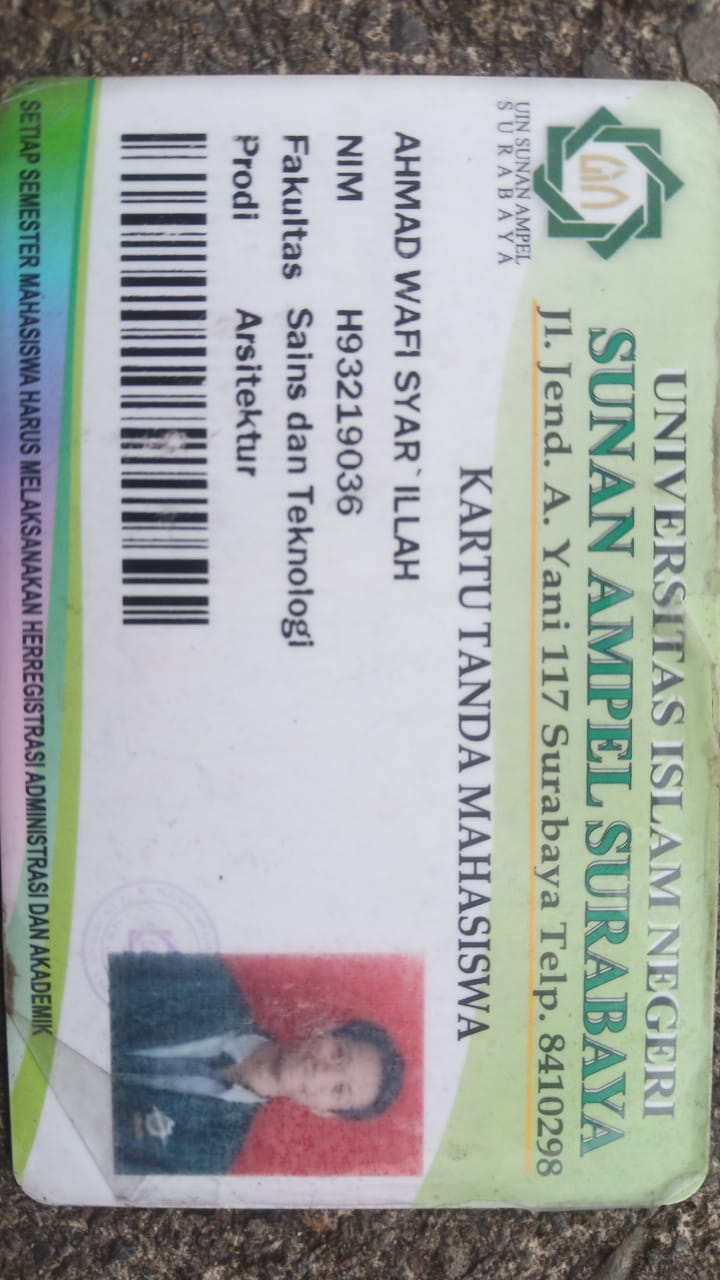 UNIVERSITAS ISLAM NEGERI
SUNAN AMPEL SURABAYA
Jl. Jend. A. Yani 117 Surabaya Telp. 8410298
UIN SUNAN AMPEL
SURABAYA
KARTU TANDA MAHASISWA
AHMAD WAFI SYAR`ILLAH
NIM H93219036
Fakultas Sains dan Teknologi
Prodi Arsitektur
SETIAP SEMESTER MAHASISWA HARUS MELAKSANAKAN HERREGISTRASI ADMINISTRASI DAN AKADEMIK